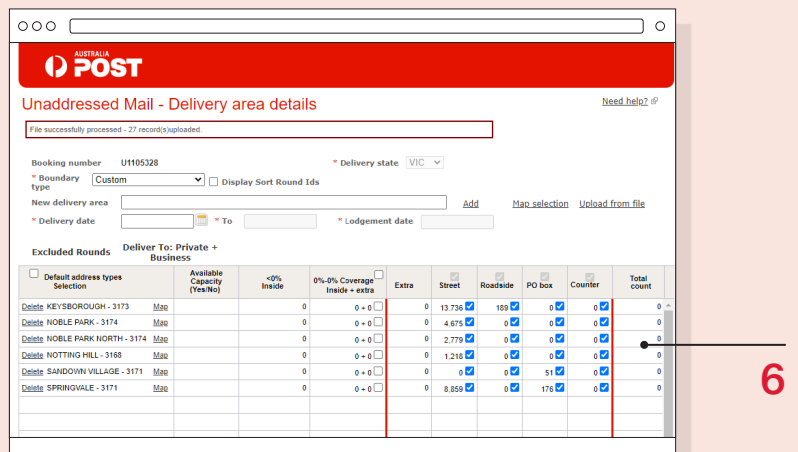 AUSTRALIA
POST
Unaddressed Mail - Delivery area details
Need help?
File successfully processed - 27 record(s)uploaded.
Booking number U1105328 * Delivery state VIC
* Boundary type Custom Display Sort Round Ids
New delivery area Add Map selection Upload from file
* Delivery date * To * Lodgement date
Excluded Rounds Deliver To: Private + Business
Default address types Selection Available Capacity (Yes/No) <0% Inside 0%-0% Coverage Inside + extra Extra Street Roadside PO box Counter Total count
Delete KEYSBOROUGH - 3173 Map 0 0 + 0 0 13,736 189 0 0 0
Delete NOBLE PARK - 3174 Map 0 0 + 0 0 4,675 0 0 0 0
Delete NOBLE PARK NORTH - 3174 Map 0 0 + 0 0 2,779 0 0 0 0
Delete NOTTING HILL - 3168 Map 0 0 + 0 0 1,218 0 0 0 0
Delete SANDOWN VILLAGE - 3171 Map 0 0 + 0 0 0 0 51 0 0
Delete SPRINGVALE - 3171 Map 0 0 + 0 0 8,859 0 176 0 0
6